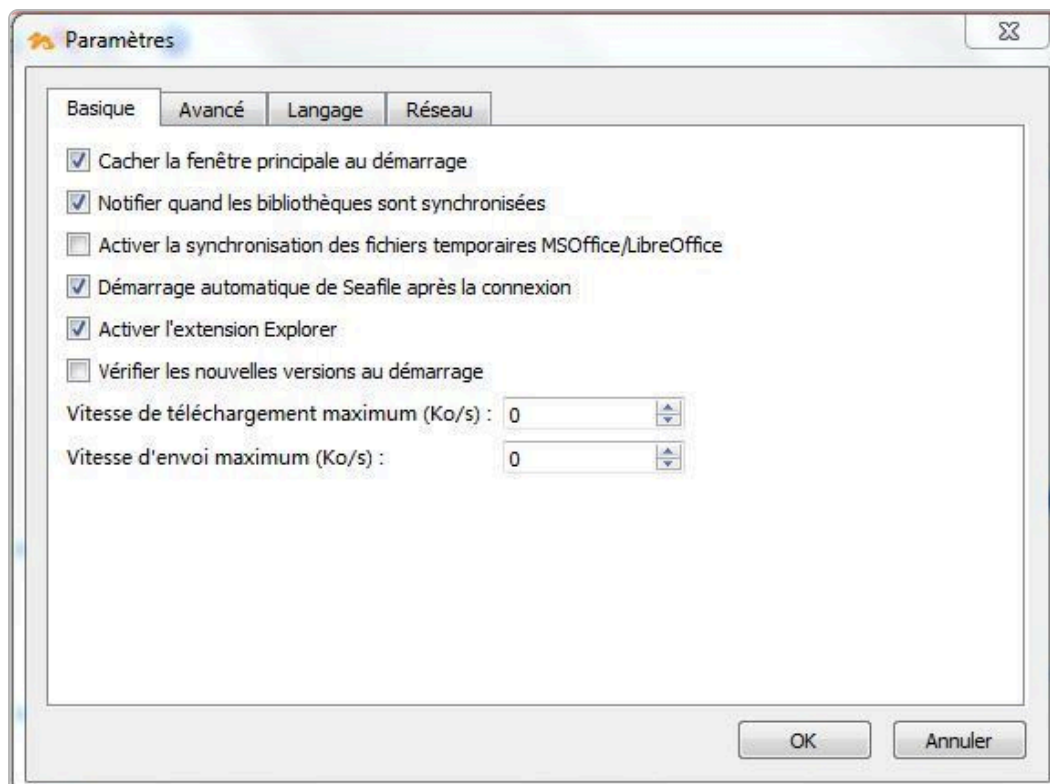 Paramètres
Basique Avancé Langage Réseau
Cacher la fenêtre principale au démarrage
Notifier quand les bibliothèques sont synchronisées
Activer la synchronisation des fichiers temporaires MSOffice/LibreOffice
Démarrage automatique de Seafile après la connexion
Activer l'extension Explorer
Vérifier les nouvelles versions au démarrage
Vitesse de téléchargement maximum (Ko/s) : 0
Vitesse d'envoi maximum (Ko/s) : 0
OK Annuler